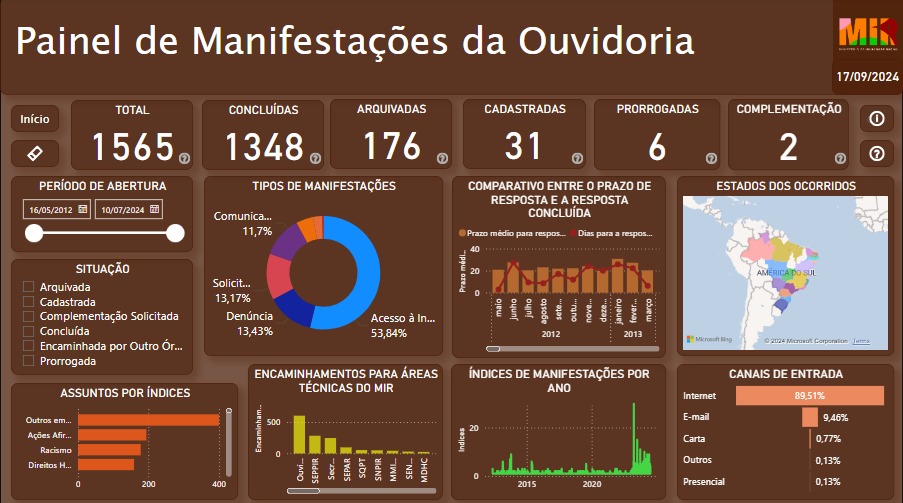 Painel de Manifestações da Ouvidoria
MIR
17/09/2024
Início
TOTAL
1565
CONCLUÍDAS
1348
ARQUIVADAS
176
CADASTRADAS
31
PRORROGADAS
6
COMPLEMENTAÇÃO
2
PERÍODO DE ABERTURA
16/05/2012
10/07/2024
SITUAÇÃO
Arquivada
Cadastrada
Complementação Solicitada
Concluída
Encaminhada por Outro Ór...
Prorrogada
TIPOS DE MANIFESTAÇÕES
Comunica...
11,7%
Solicit...
13,17%
Denúncia
13,43%
Acesso à In...
53,84%
COMPARATIVO ENTRE O PRAZO DE
RESPOSTA E A RESPOSTA
CONCLUÍDA
Prazo médio para respos...
Dias para a respos...
Prazo médi...
40
20
0
maio
junho
julho
agosto
sete...
outu...
nove...
deze...
janeiro
fever...
março
2012
2013
ESTADOS DOS OCORRIDOS
AMÉRICA DO SUL
Microsoft Bing
© 2024 Microsoft Corporation
Terms
ASSUNTOS POR ÍNDICES
Outros em...
Ações Afir...
Racismo
Direitos H...
0
200
400
ENCAMINHAMENTOS PARA ÁREAS
TÉCNICAS DO MIR
Encaminham...
500
0
Ouvi...
SEPPIR
Secr...
SEPAR
SQPT
SNPIR
MMI...
SEN...
MDHC
ÍNDICES DE MANIFESTAÇÕES POR
ANO
Índices
20
0
2015
2020
CANAIS DE ENTRADA
Internet
89,51%
E-mail
9,46%
Carta
0,77%
Outros
0,13%
Presencial
0,13%